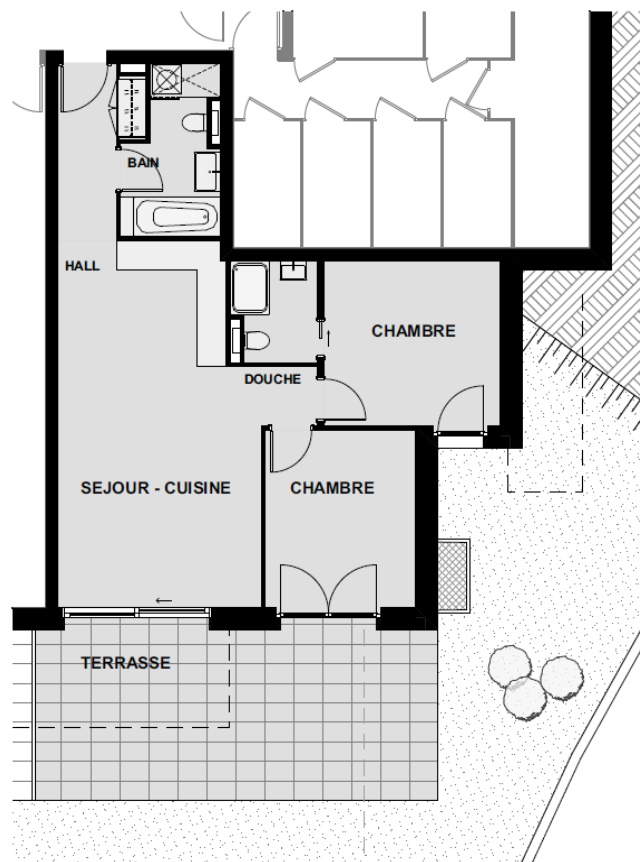 BAIN
HALL
CHAMBRE
DOUCHE
SEJOUR - CUISINE
CHAMBRE
TERRASSE